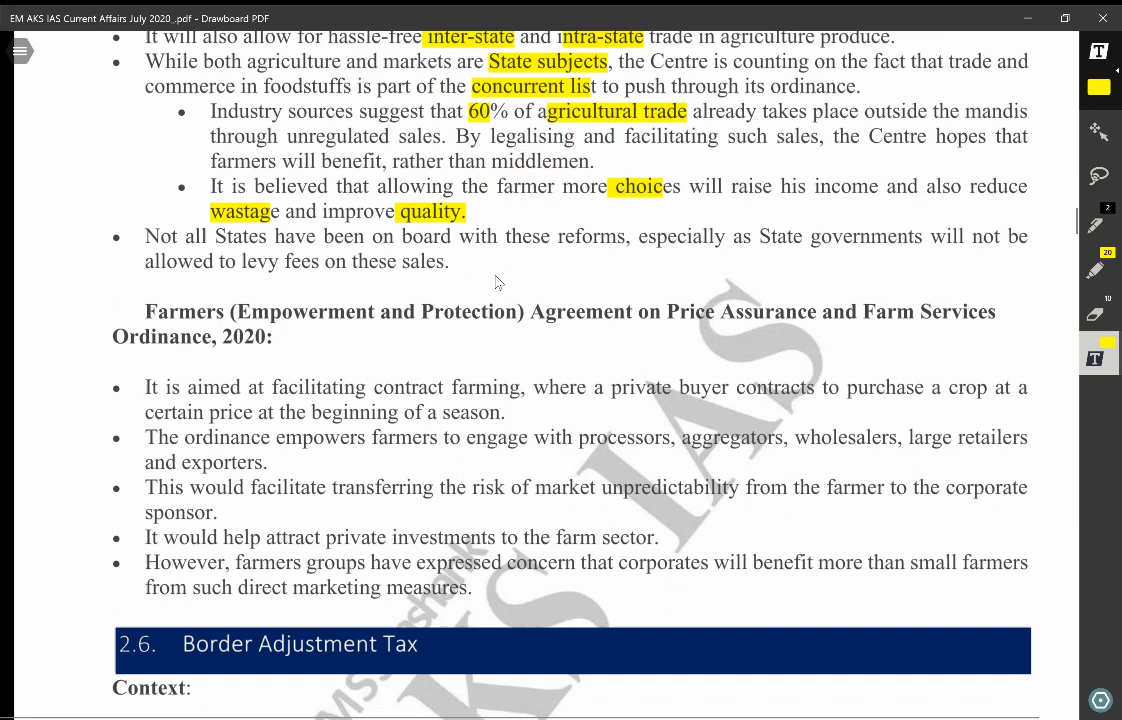 EM AKS IAS Current Affairs July 2020_.pdf - Drawboard PDF
• It will also allow for hassle-free inter-state and intra-state trade in agriculture produce.
• While both agriculture and markets are State subjects, the Centre is counting on the fact that trade and
commerce in foodstuffs is part of the concurrent list to push through its ordinance.
• Industry sources suggest that 60% of agricultural trade already takes place outside the mandis
through unregulated sales. By legalising and facilitating such sales, the Centre hopes that
farmers will benefit, rather than middlemen.
• It is believed that allowing the farmer more choices will raise his income and also reduce
wastage and improve quality.
• Not all States have been on board with these reforms, especially as State governments will not be
allowed to levy fees on these sales.
Farmers (Empowerment and Protection) Agreement on Price Assurance and Farm Services
Ordinance, 2020:
• It is aimed at facilitating contract farming, where a private buyer contracts to purchase a crop at a
certain price at the beginning of a season.
• The ordinance empowers farmers to engage with processors, aggregators, wholesalers, large retailers
and exporters.
• This would facilitate transferring the risk of market unpredictability from the farmer to the corporate
sponsor.
• It would help attract private investments to the farm sector.
• However, farmers groups have expressed concern that corporates will benefit more than small farmers
from such direct marketing measures.
2.6. Border Adjustment Tax
Context:
T
2
20
10
T
KS IAS